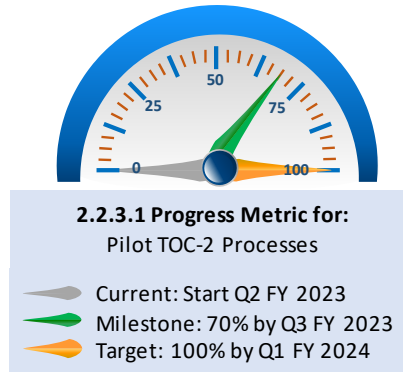 50
25
75
0
100
2.2.3.1 Progress Metric for:
Pilot TOC-2 Processes
Current: Start Q2 FY 2023
Milestone: 70% by Q3 FY 2023
Target: 100% by Q1 FY 2024